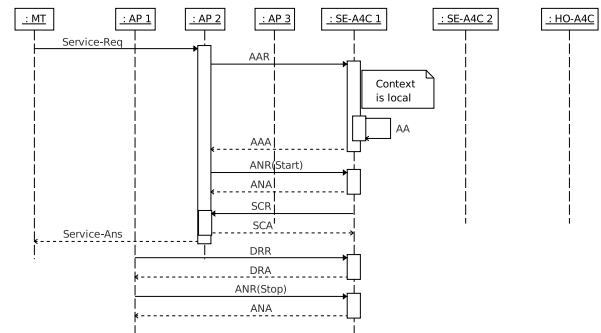 : MT
: AP 1
: AP 2
: AP 3
: SE-A4C 1
: SE-A4C 2
: HO-A4C
Service-Req
AAR
Context
is local
AA
AAA
ANR(Start)
ANA
SCR
SCA
Service-Ans
DRR
DRA
ANR(Stop)
ANA